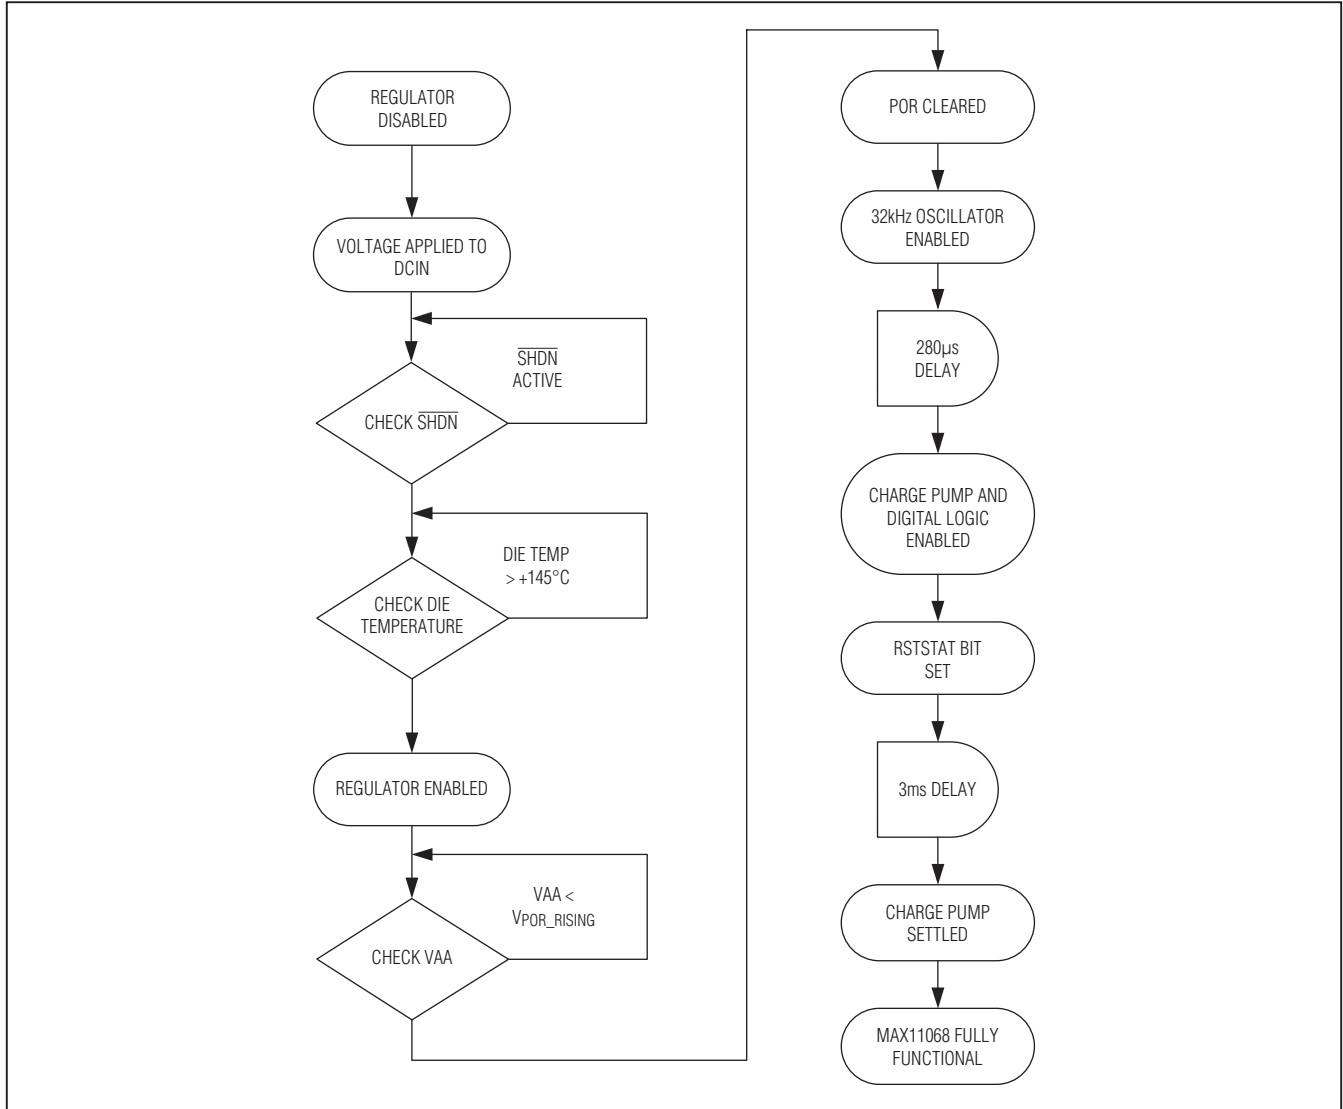 REGULATOR
DISABLED
VOLTAGE APPLIED TO
DCIN
S̅H̅D̅N̅
ACTIVE
CHECK S̅H̅D̅N̅
DIE TEMP
> +145°C
CHECK DIE
TEMPERATURE
REGULATOR ENABLED
VAA <
VPOR_RISING
CHECK VAA
POR CLEARED
32kHz OSCILLATOR
ENABLED
280µs
DELAY
CHARGE PUMP AND
DIGITAL LOGIC
ENABLED
RSTSTAT BIT
SET
3ms DELAY
CHARGE PUMP
SETTLED
MAX11068 FULLY
FUNCTIONAL